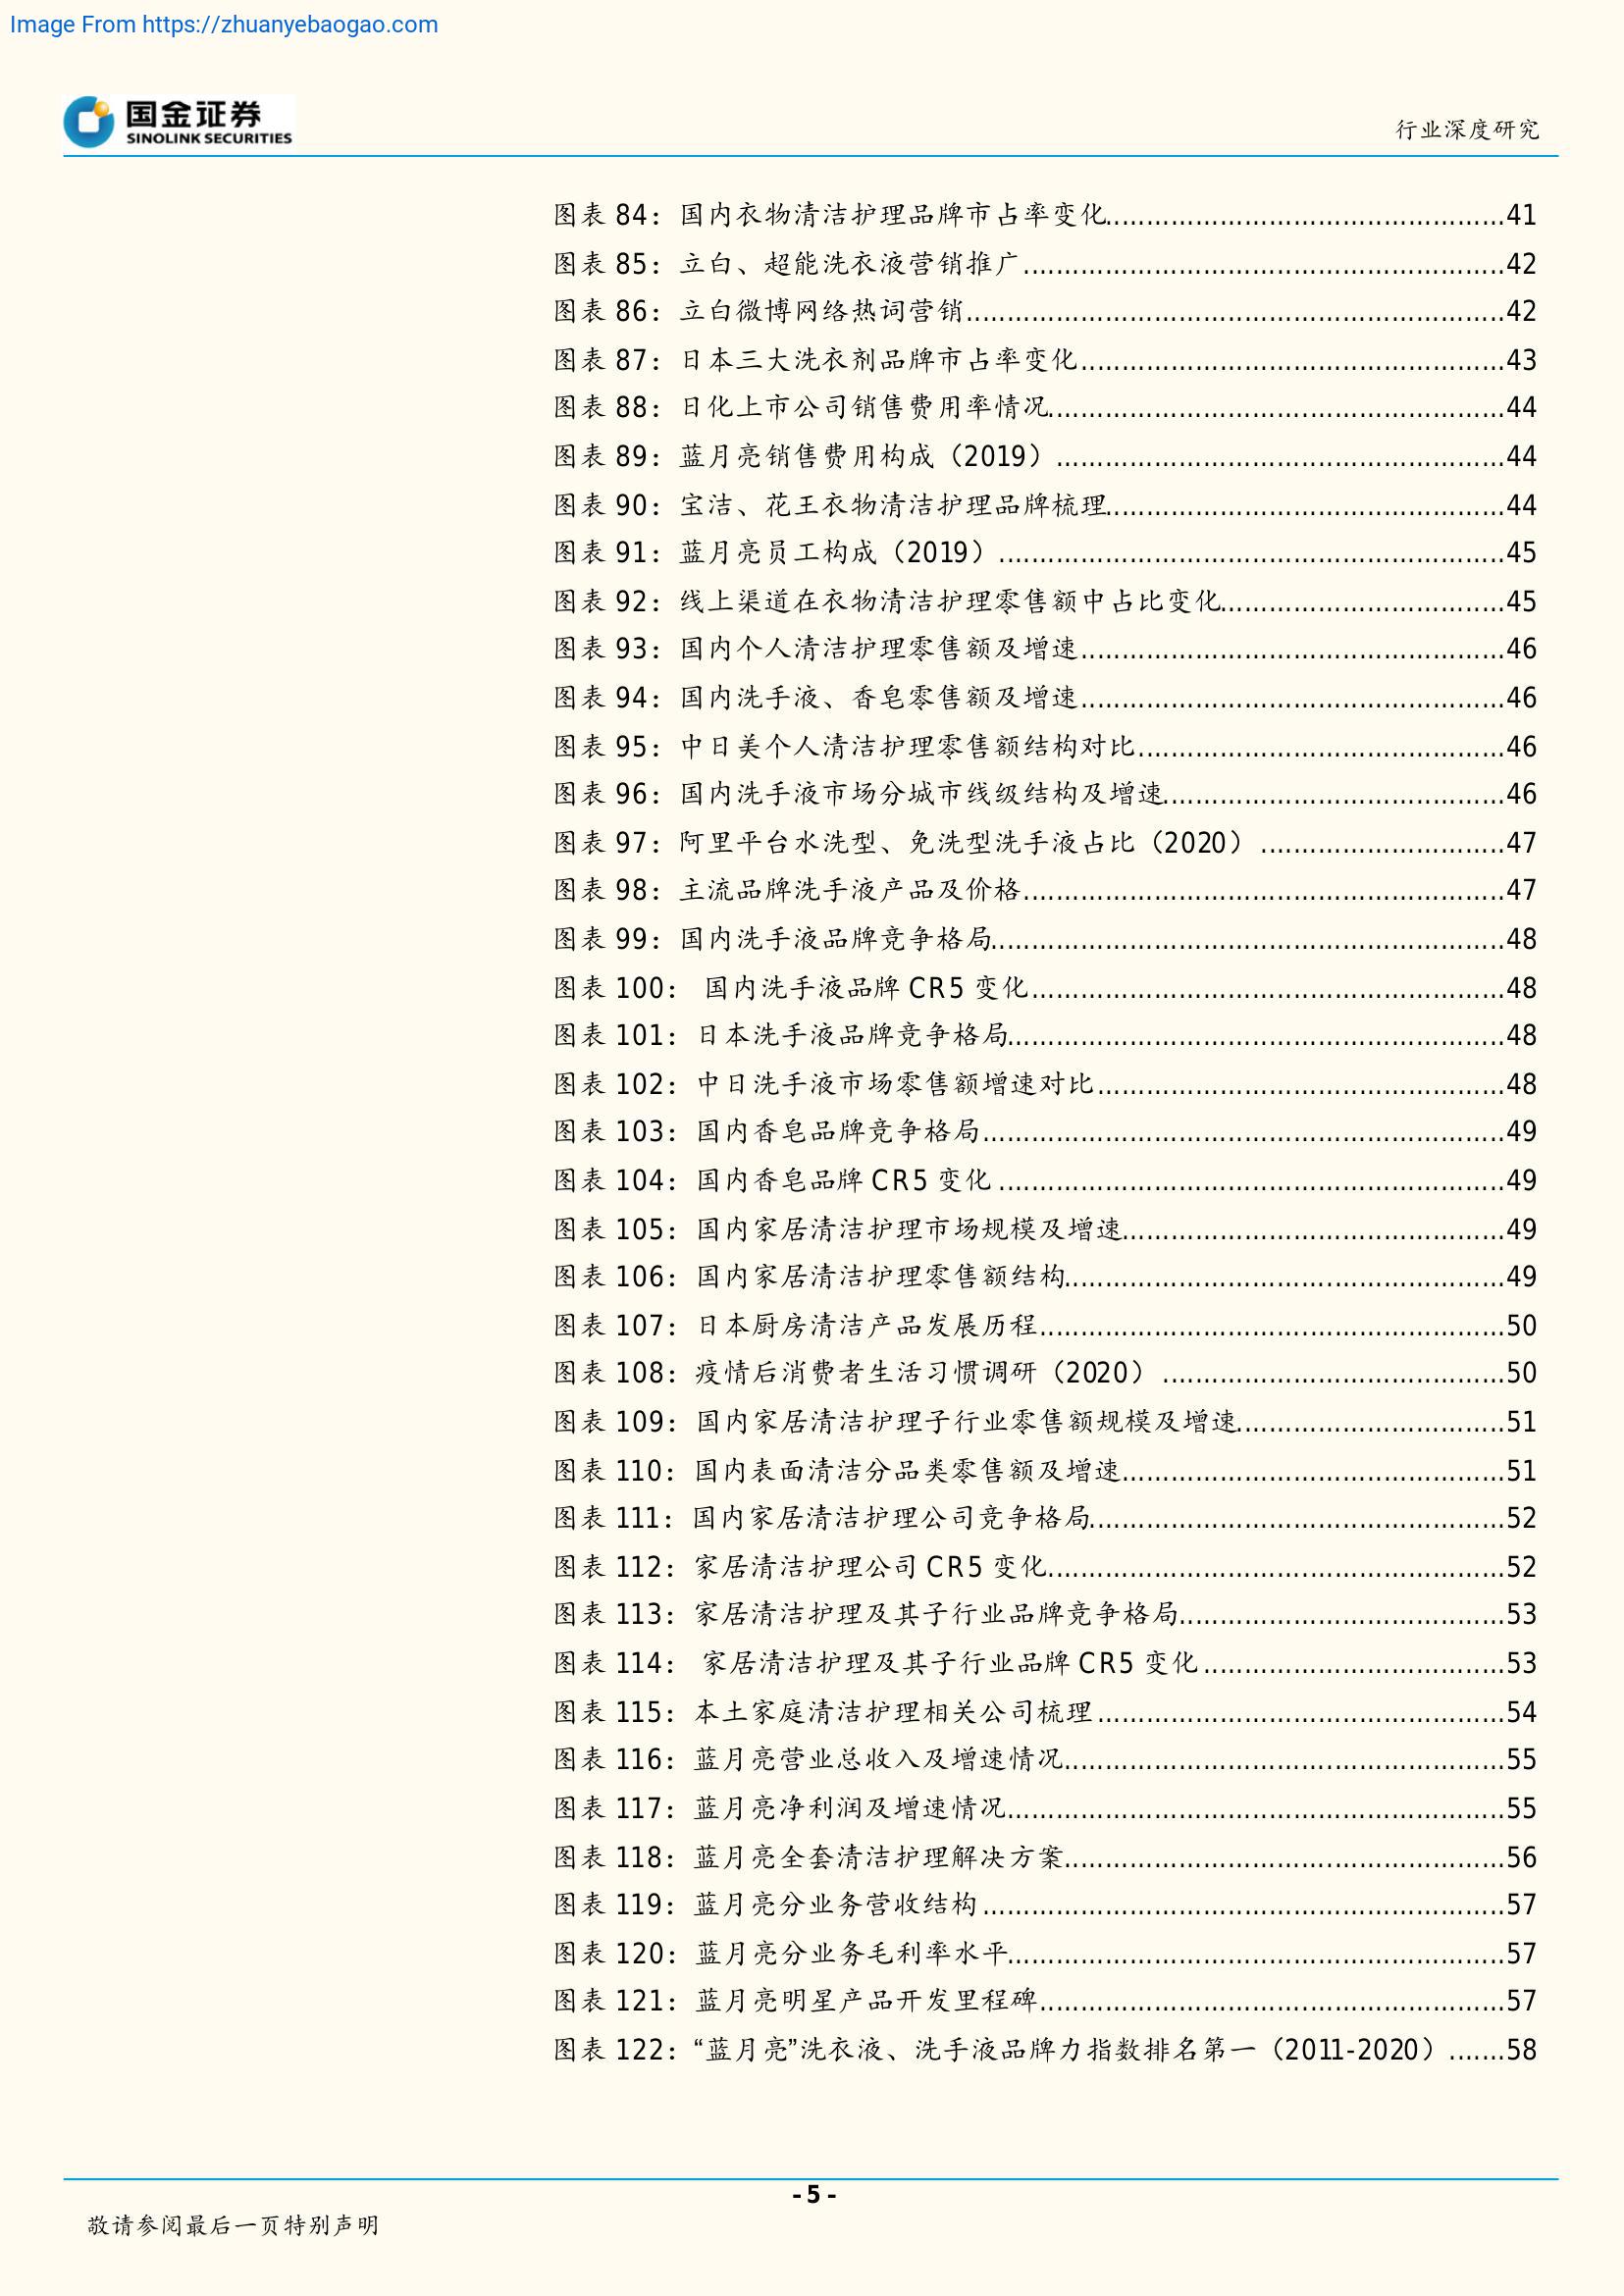 Image From https://zhuanyebaogao.com
国金证券
SINOLINK SECURITIES
行业深度研究
图表 84：国内衣物清洁护理品牌市占率变化................................................41
图表 85：立白、超能洗衣液营销推广..........................................................42
图表 86：立白微博网络热词营销.................................................................42
图表 87：日本三大洗衣剂品牌市占率变化...................................................43
图表 88：日化上市公司销售费用率情况.......................................................44
图表 89：蓝月亮销售费用构成（2019）......................................................44
图表 90：宝洁、花王衣物清洁护理品牌梳理................................................44
图表 91：蓝月亮员工构成（2019）.............................................................45
图表 92：线上渠道在衣物清洁护理零售额中占比变化..................................45
图表 93：国内个人清洁护理零售额及增速...................................................46
图表 94：国内洗手液、香皂零售额及增速...................................................46
图表 95：中日美个人清洁护理零售额结构对比............................................46
图表 96：国内洗手液市场分城市线级结构及增速.........................................46
图表 97：阿里平台水洗型、免洗型洗手液占比（2020）..............................47
图表 98：主流品牌洗手液产品及价格..........................................................47
图表 99：国内洗手液品牌竞争格局..............................................................48
图表 100： 国内洗手液品牌 CR5 变化.........................................................48
图表 101：日本洗手液品牌竞争格局............................................................48
图表 102：中日洗手液市场零售额增速对比.................................................48
图表 103：国内香皂品牌竞争格局...............................................................49
图表 104：国内香皂品牌 CR5 变化.............................................................49
图表 105：国内家居清洁护理市场规模及增速..............................................49
图表 106：国内家居清洁护理零售额结构.....................................................49
图表 107：日本厨房清洁产品发展历程........................................................50
图表 108：疫情后消费者生活习惯调研（2020）.........................................50
图表 109：国内家居清洁护理子行业零售额规模及增速................................51
图表 110：国内表面清洁分品类零售额及增速..............................................51
图表 111：国内家居清洁护理公司竞争格局..................................................52
图表 112：家居清洁护理公司 CR5 变化.......................................................52
图表 113：家居清洁护理及其子行业品牌竞争格局.......................................53
图表 114： 家居清洁护理及其子行业品牌 CR5 变化....................................53
图表 115：本土家庭清洁护理相关公司梳理.................................................54
图表 116：蓝月亮营业总收入及增速情况.....................................................55
图表 117：蓝月亮净利润及增速情况............................................................55
图表 118：蓝月亮全套清洁护理解决方案.....................................................56
图表 119：蓝月亮分业务营收结构...............................................................57
图表 120：蓝月亮分业务毛利率水平............................................................57
图表 121：蓝月亮明星产品开发里程碑........................................................57
图表 122：“蓝月亮”洗衣液、洗手液品牌力指数排名第一（2011-2020）.......58
- 5 -
敬请参阅最后一页特别声明